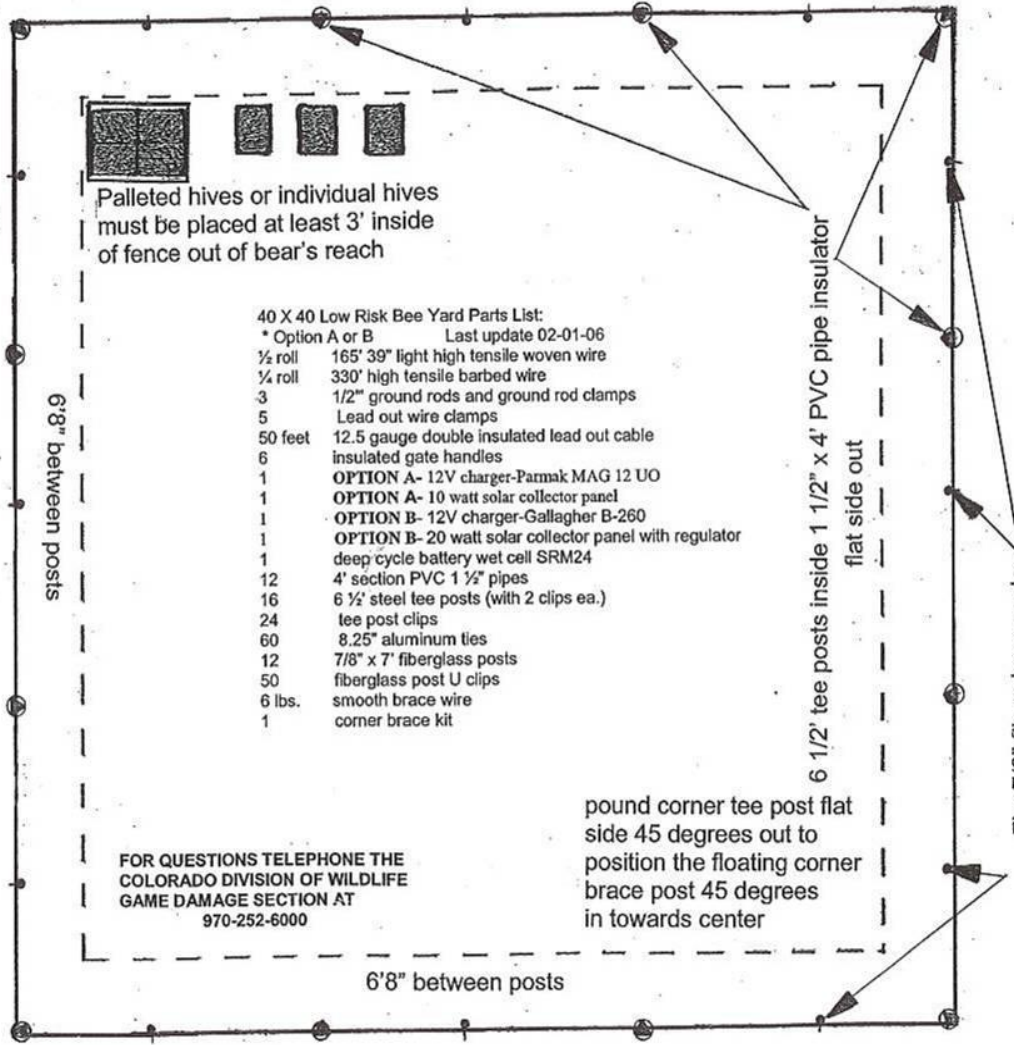 Palleted hives or individual hives
must be placed at least 3' inside
of fence out of bear's reach
40 X 40 Low Risk Bee Yard Parts List:
* Option A or B Last update 02-01-06
½ roll 165' 39" light high tensile woven wire
¼ roll 330' high tensile barbed wire
3 1/2"' ground rods and ground rod clamps
5 Lead out wire clamps
50 feet 12.5 gauge double insulated lead out cable
6 insulated gate handles
1 OPTION A- 12V charger-Parmak MAG 12 UO
1 OPTION A- 10 watt solar collector panel
1 OPTION B- 12V charger-Gallagher B-260
1 OPTION B- 20 watt solar collector panel with regulator
1 deep cycle battery wet cell SRM24
12 4' section PVC 1 ½" pipes
16 6 ½' steel tee posts (with 2 clips ea.)
24 tee post clips
60 8.25" aluminum ties
12 7/8" x 7' fiberglass posts
50 fiberglass post U clips
6 lbs. smooth brace wire
1 corner brace kit
6'8" between posts
6 1/2' tee posts inside 1 1/2" x 4' PVC pipe insulator
flat side out
pound corner tee post flat
side 45 degrees out to
position the floating corner
brace post 45 degrees
in towards center
FOR QUESTIONS TELEPHONE THE
COLORADO DIVISION OF WILDLIFE
GAME DAMAGE SECTION AT
970-252-6000
6'8" between posts